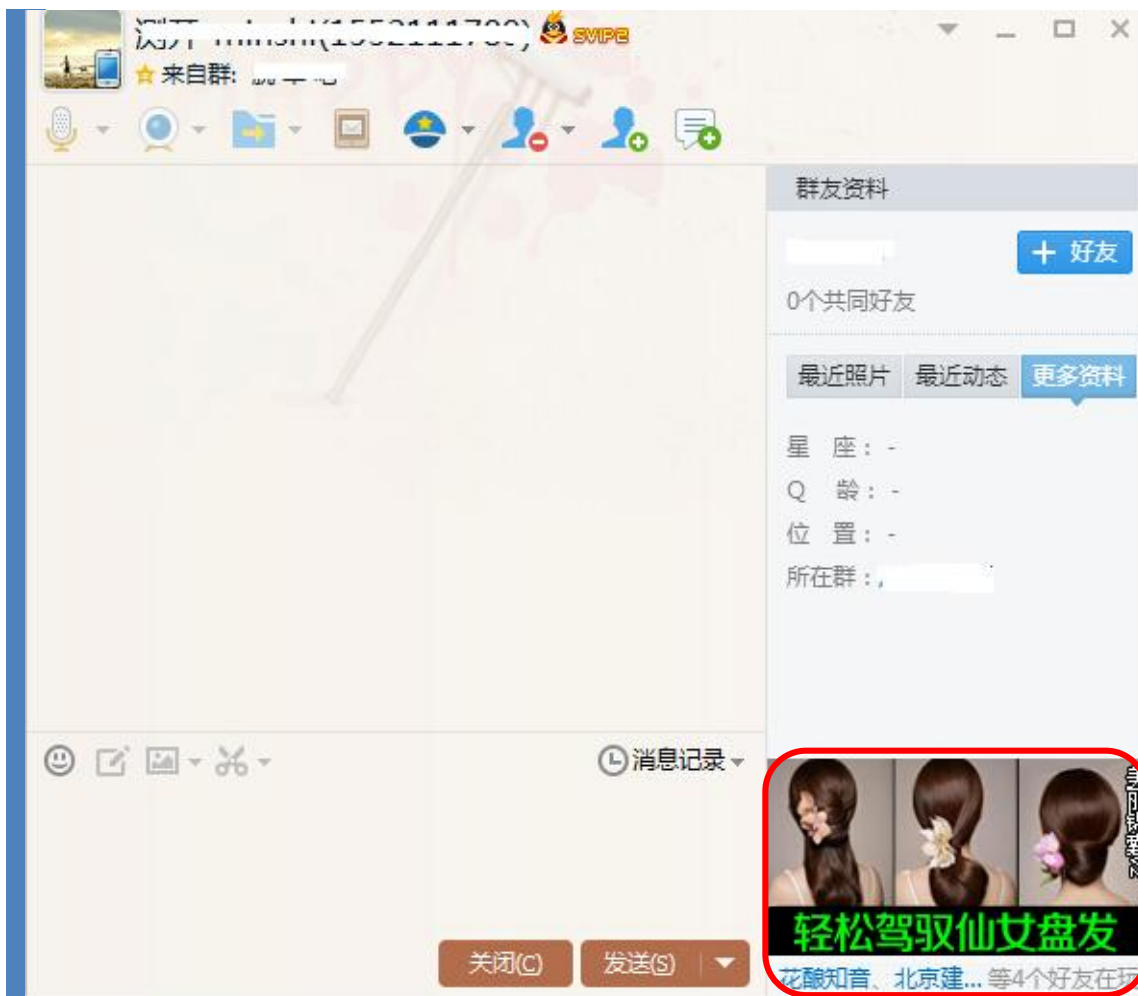 SVIP2
来自群:
群友资料
+ 好友
0个共同好友
最近照片 最近动态 更多资料
星 座: -
Q 龄: -
位 置: -
所在群:
消息记录
轻松驾驭仙女盘发
花酿知音、北京建... 等4个好友在玩
关闭(C) 发送(S)